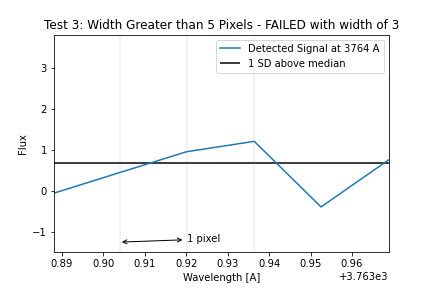 Test 3: Width Greater than 5 Pixels - FAILED with width of 3
Detected Signal at 3764 A
1 SD above median
Flux
3
2
1
0
−1
1 pixel
0.89 0.90 0.91 0.92 0.93 0.94 0.95 0.96
Wavelength [A]
+3.763e3